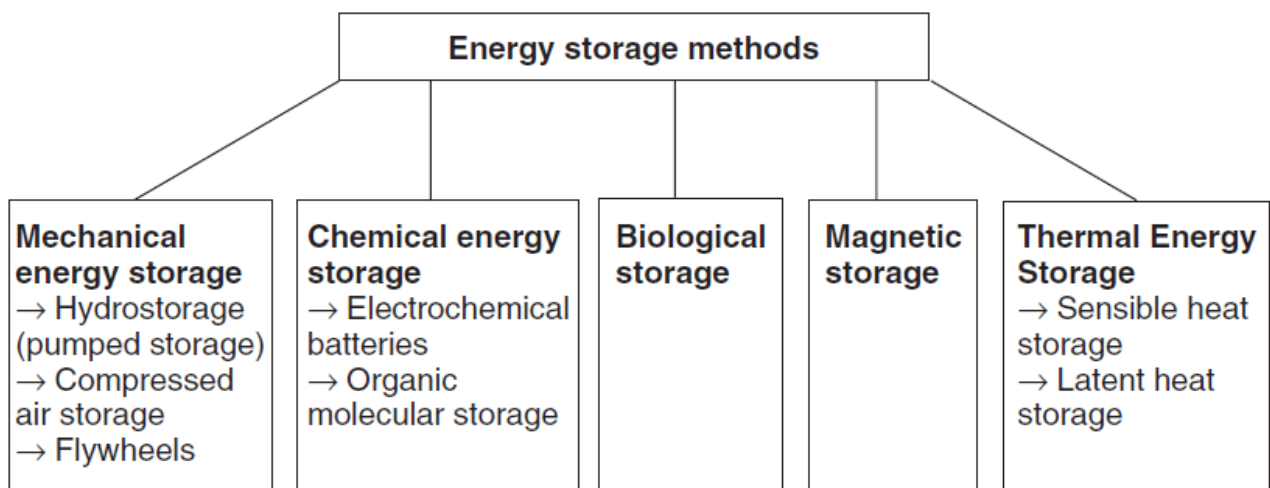 Energy storage methods
Mechanical
energy storage
→ Hydrostorage
(pumped storage)
→ Compressed
air storage
→ Flywheels
Chemical energy
storage
→ Electrochemical
batteries
→ Organic
molecular storage
Biological
storage
Magnetic
storage
Thermal Energy
Storage
→ Sensible heat
storage
→ Latent heat
storage